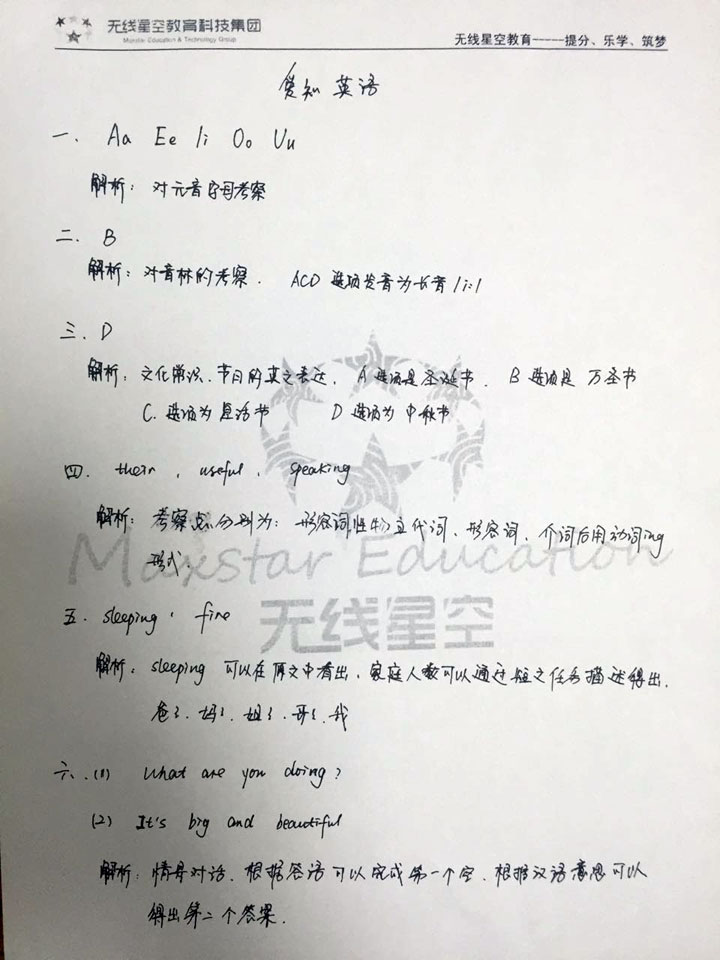 无线星空教育科技集团
Maxstar Education & Technology Group
无线星空教育-----提分、乐学、筑梦
爱知 英语
一. Aa Ee Ii Oo Uu
解析：对元音字母考察
二. B
解析：对音标的考察. ACD 选项发音为长音 /i:/
三. D
解析：文化常识、节日的英文表达, A 选项是圣诞节. B 选项是 万圣节
C. 选项为 复活节 D 选项为 中秋节
四. their , useful , speaking
解析：考察点分别为：形容词性物主代词、形容词、介词后用动词ing
形式.
Maxstar Education
无线星空
五. sleeping , five
解析：sleeping 可以在原文中看出, 家庭人数可以通过短文任务描述得出.
爸爸、妈妈、姐姐、哥哥、我
六. (1) What are you doing?
(2) It's big and beautiful
解析：情景对话. 根据答语可以完成第一个空. 根据汉语意思可以
得出第二个答案.